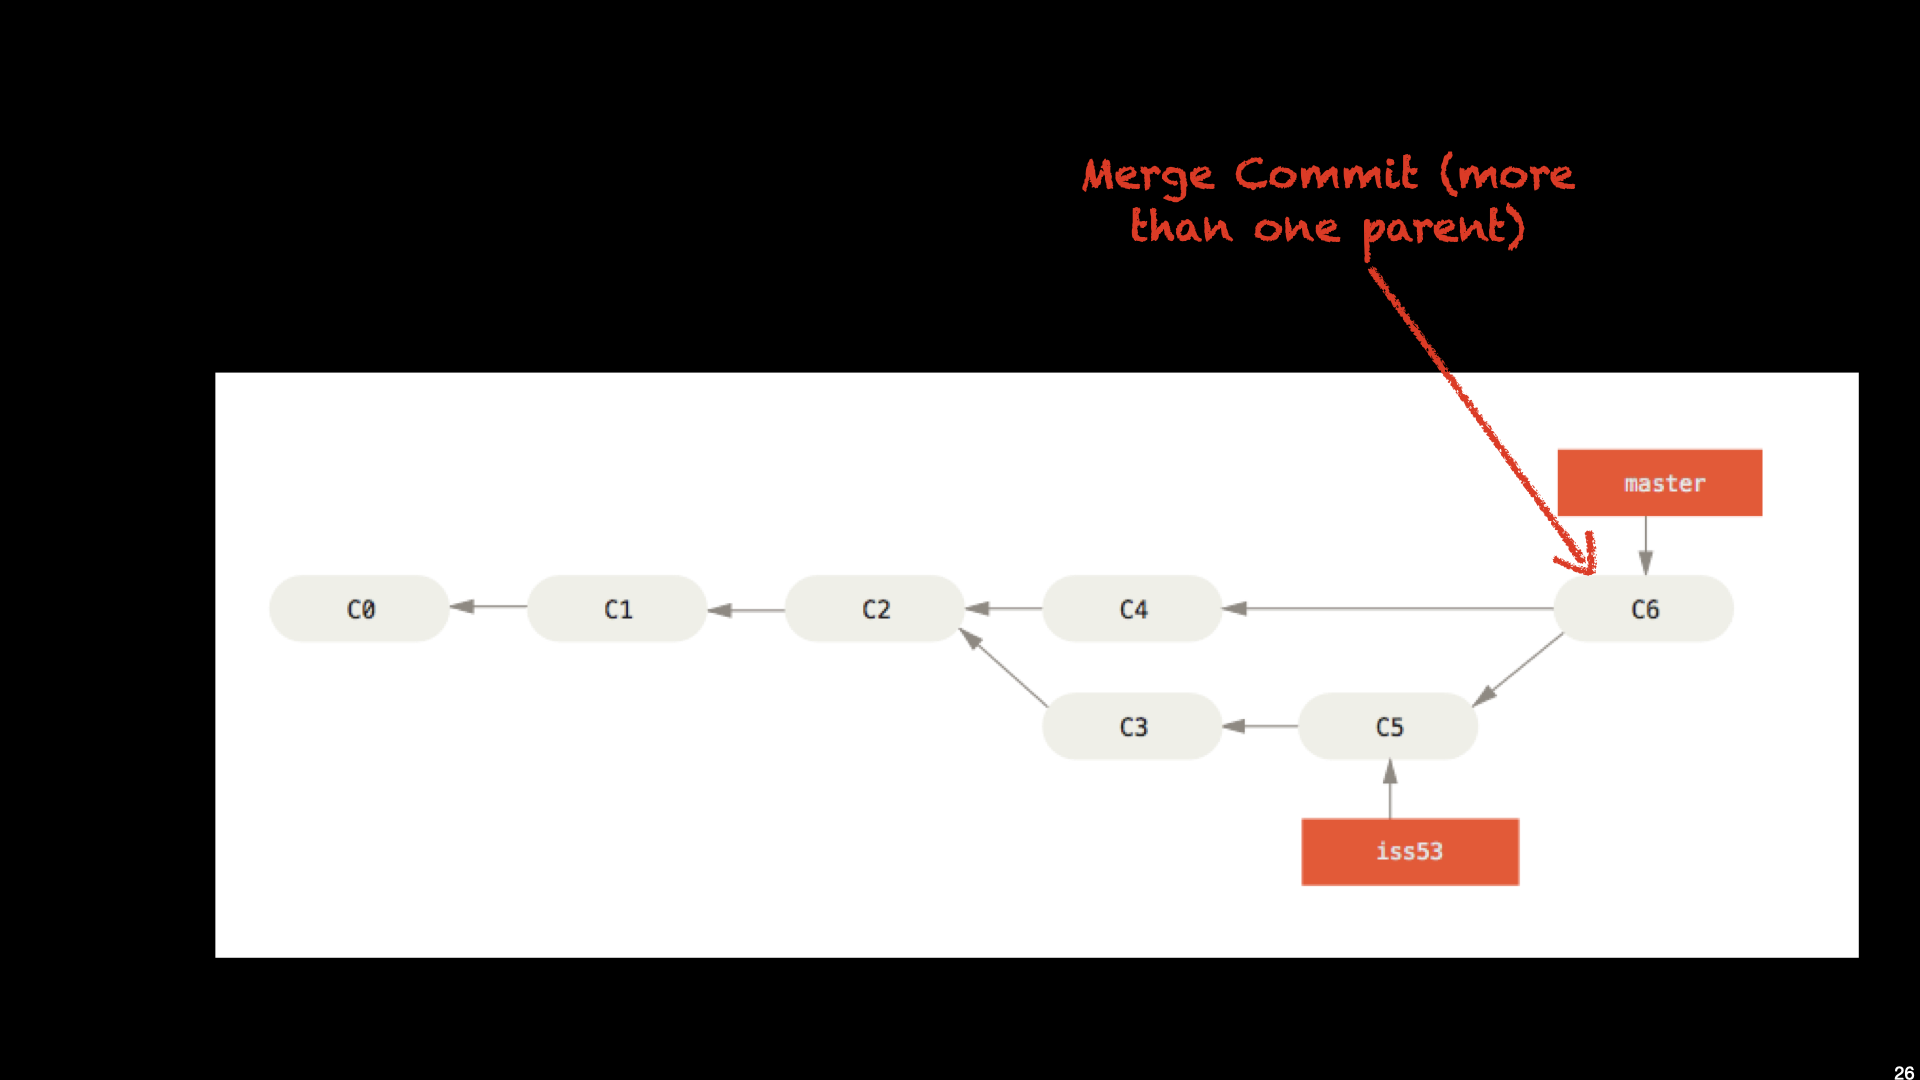 Merge Commit (more
than one parent)
master
C0
C1
C2
C4
C6
C3
C5
iss53
26